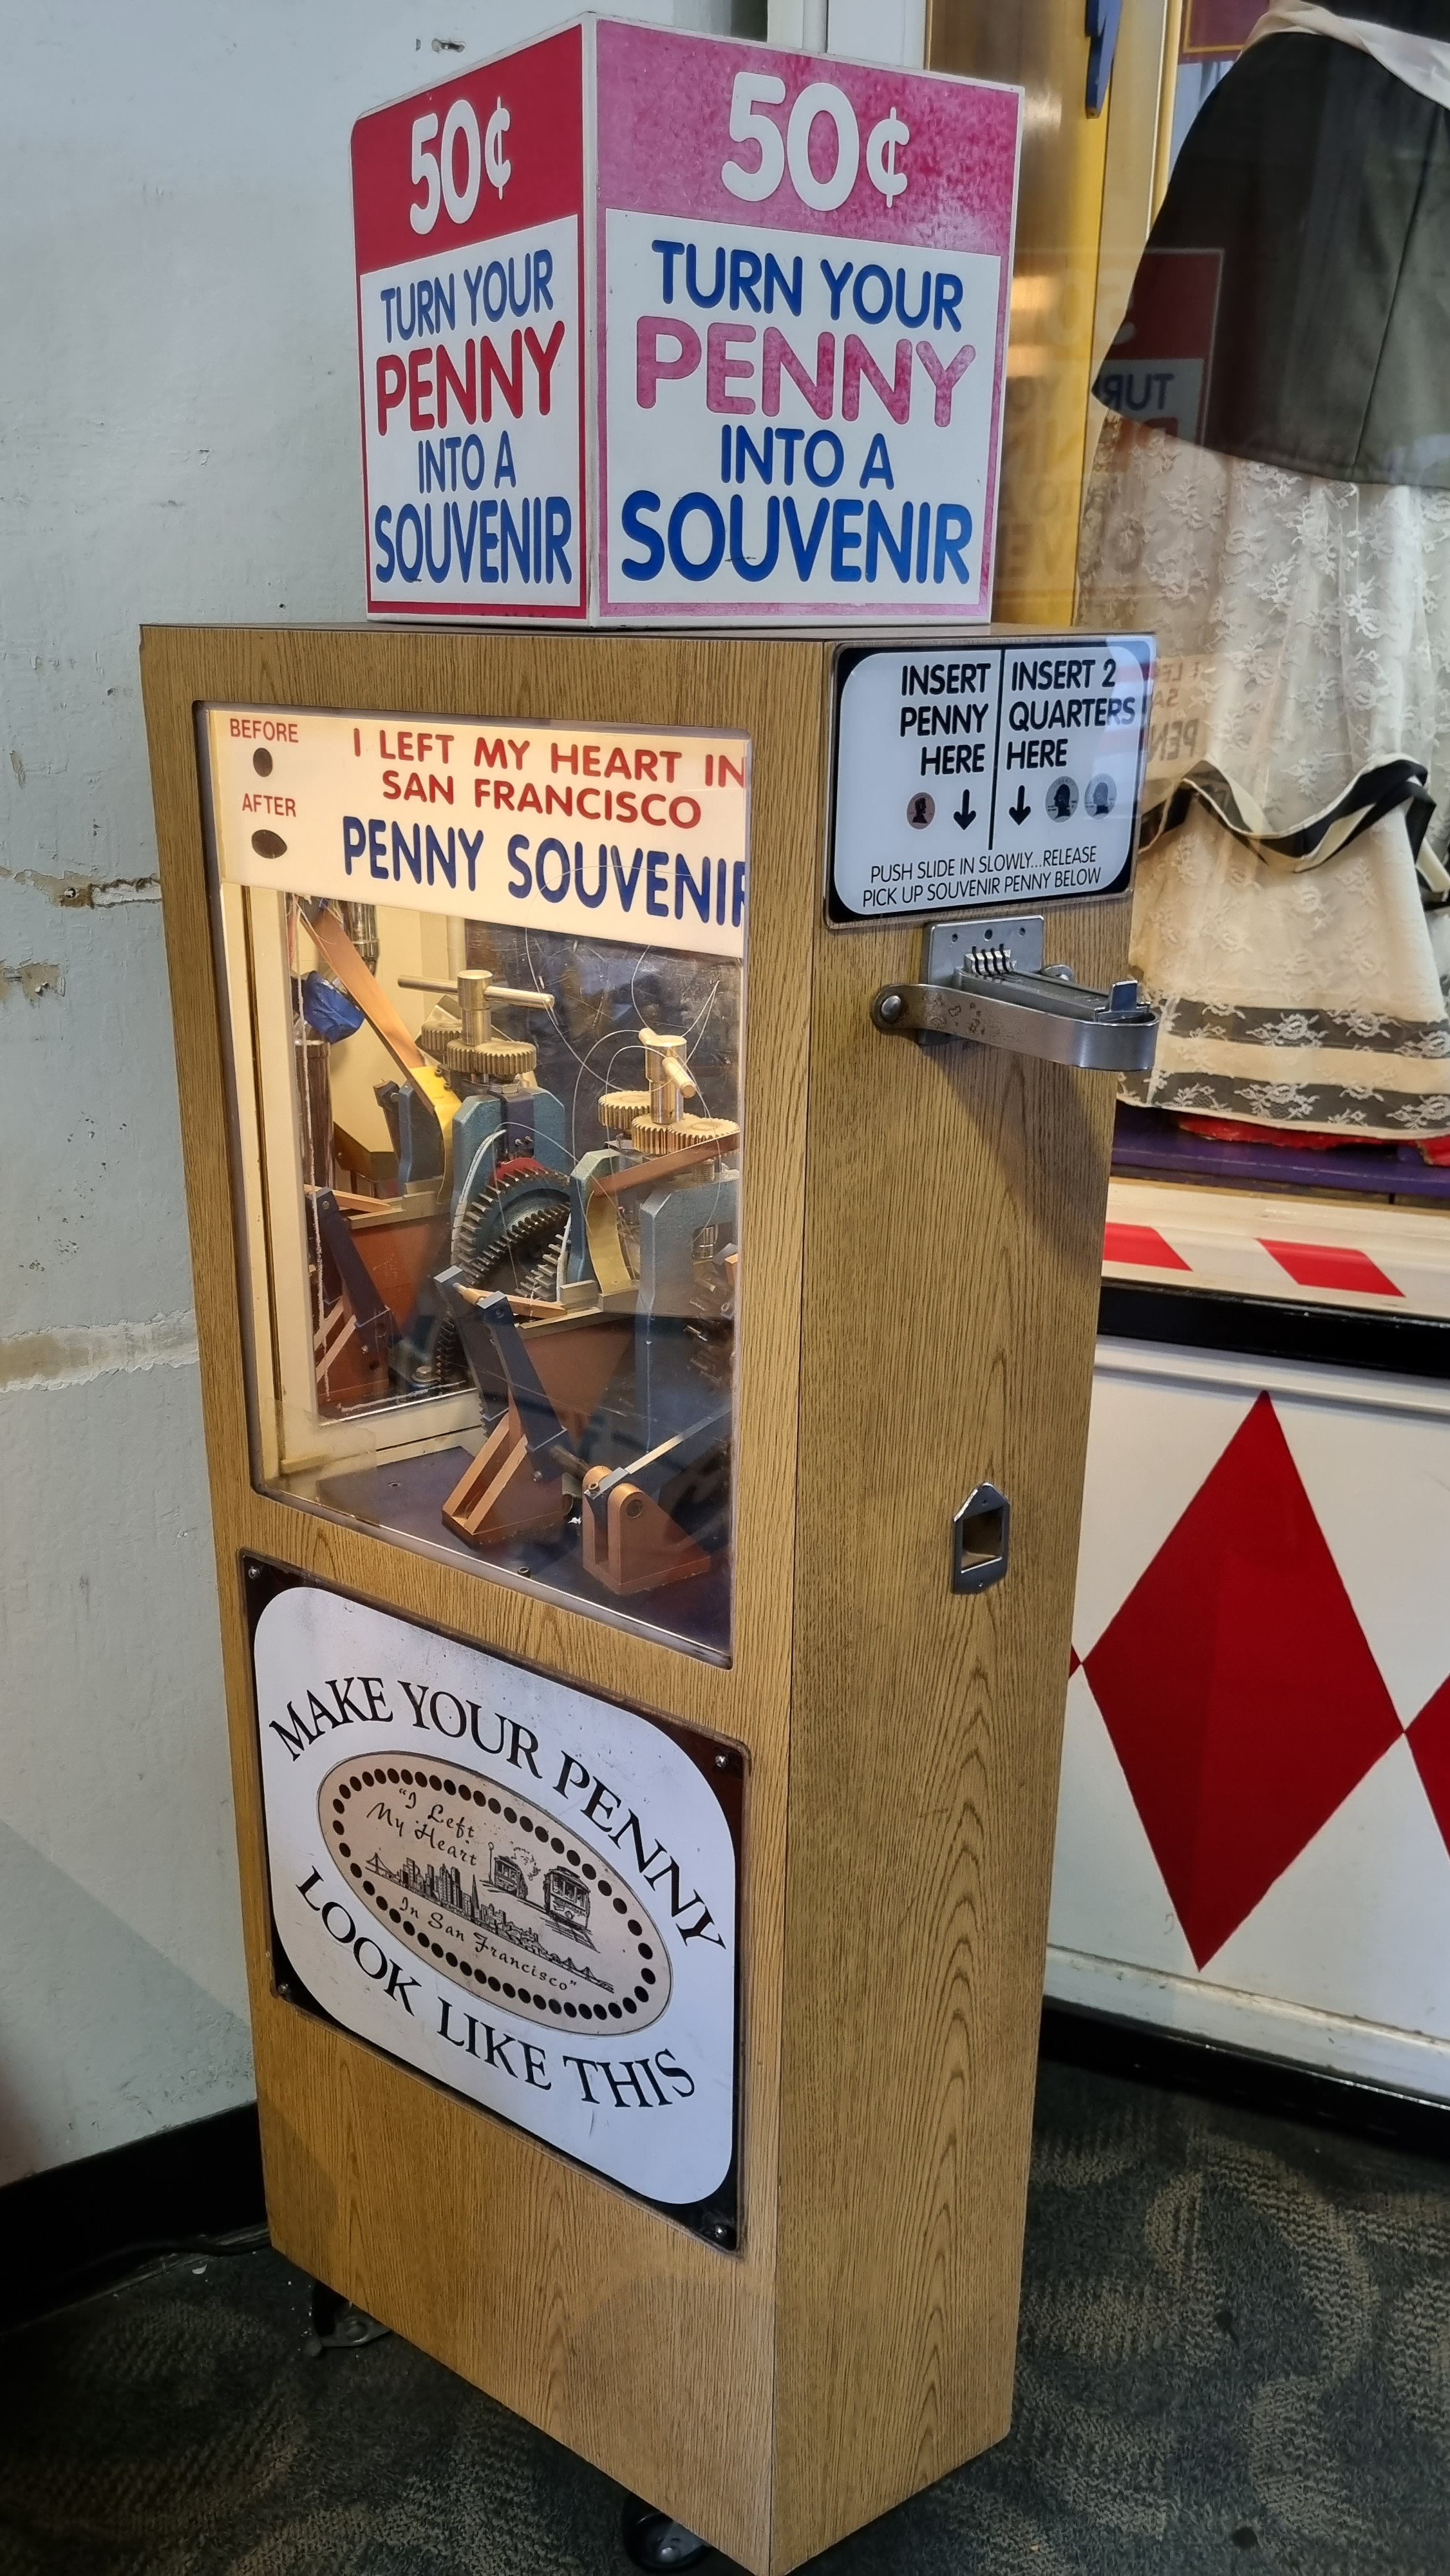 50¢
TURN YOUR
PENNY
INTO A
SOUVENIR
50¢
TURN YOUR
PENNY
INTO A
SOUVENIR
BEFORE
AFTER
I LEFT MY HEART IN
SAN FRANCISCO
PENNY SOUVENIR
INSERT
PENNY
HERE
INSERT 2
QUARTERS
HERE
PUSH SLIDE IN SLOWLY...RELEASE
PICK UP SOUVENIR PENNY BELOW
MAKE YOUR PENNY
"I Left
My Heart
In San Francisco"
LOOK LIKE THIS